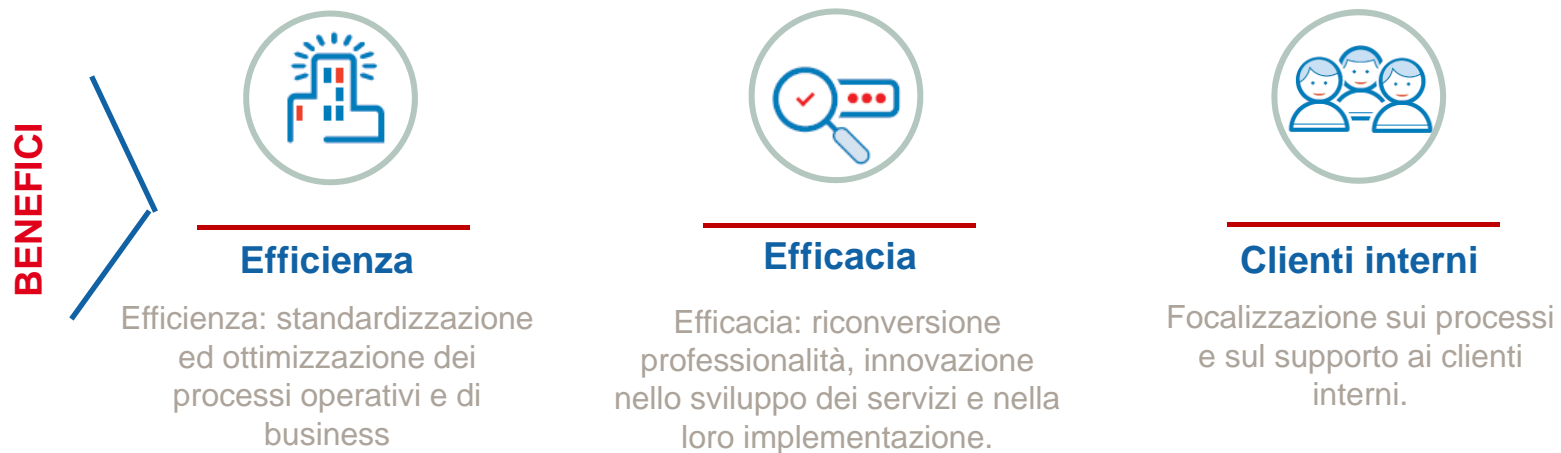 BENEFICI
Efficienza
Efficienza: standardizzazione
ed ottimizzazione dei
processi operativi e di
business
Efficacia
Efficacia: riconversione
professionalità, innovazione
nello sviluppo dei servizi e nella
loro implementazione.
Clienti interni
Focalizzazione sui processi
e sul supporto ai clienti
interni.